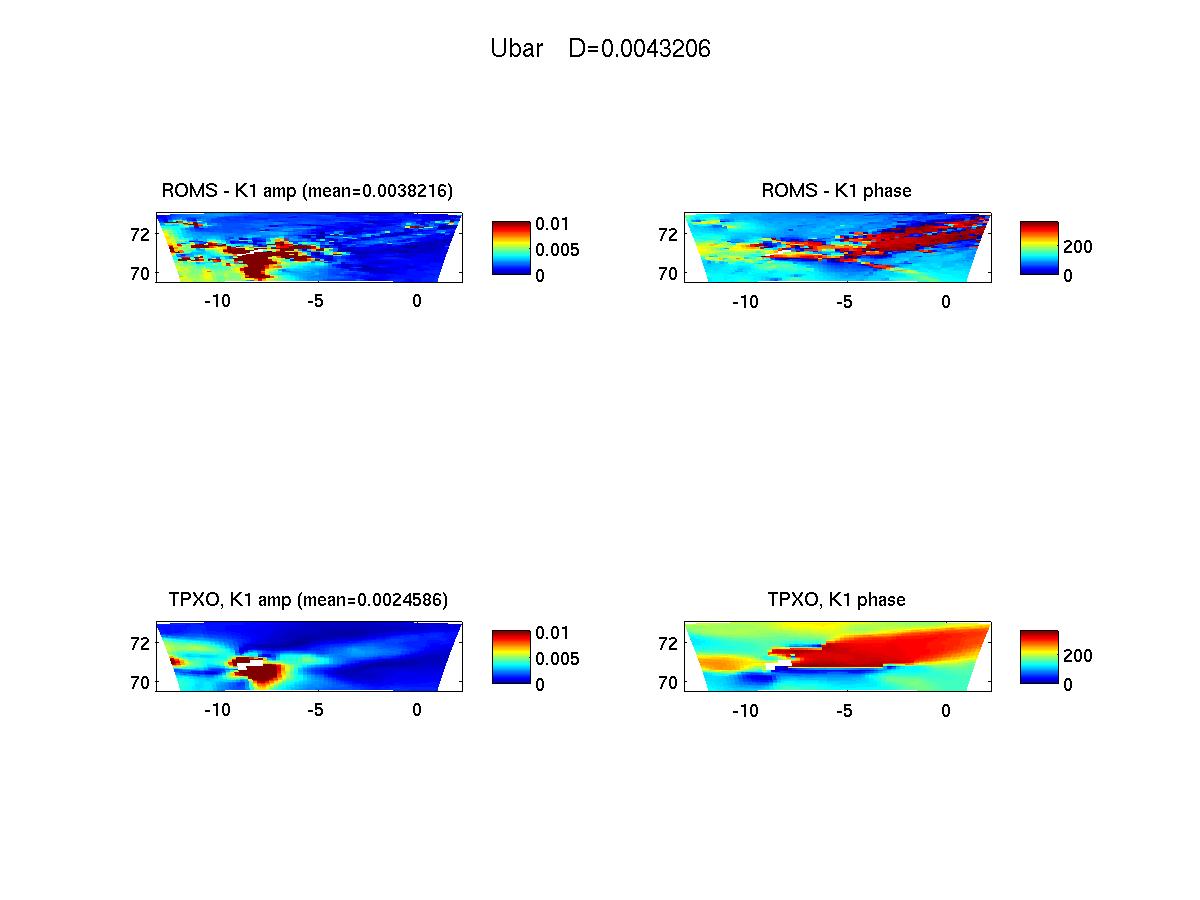 Ubar D=0.0043206
ROMS - K1 amp (mean=0.0038216)
72
70
-10 -5 0
0.01
0.005
0
ROMS - K1 phase
72
70
-10 -5 0
200
0
TPXO, K1 amp (mean=0.0024586)
72
70
-10 -5 0
0.01
0.005
0
TPXO, K1 phase
72
70
-10 -5 0
200
0